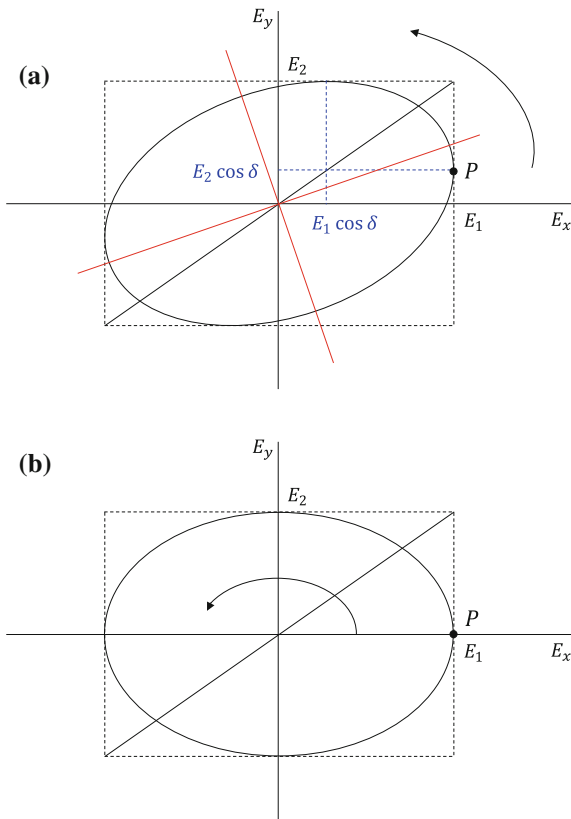 E_y
(a)
E_2
E_2 cos δ
P
E_1 cos δ
E_1
E_x
E_y
(b)
E_2
P
E_1
E_x